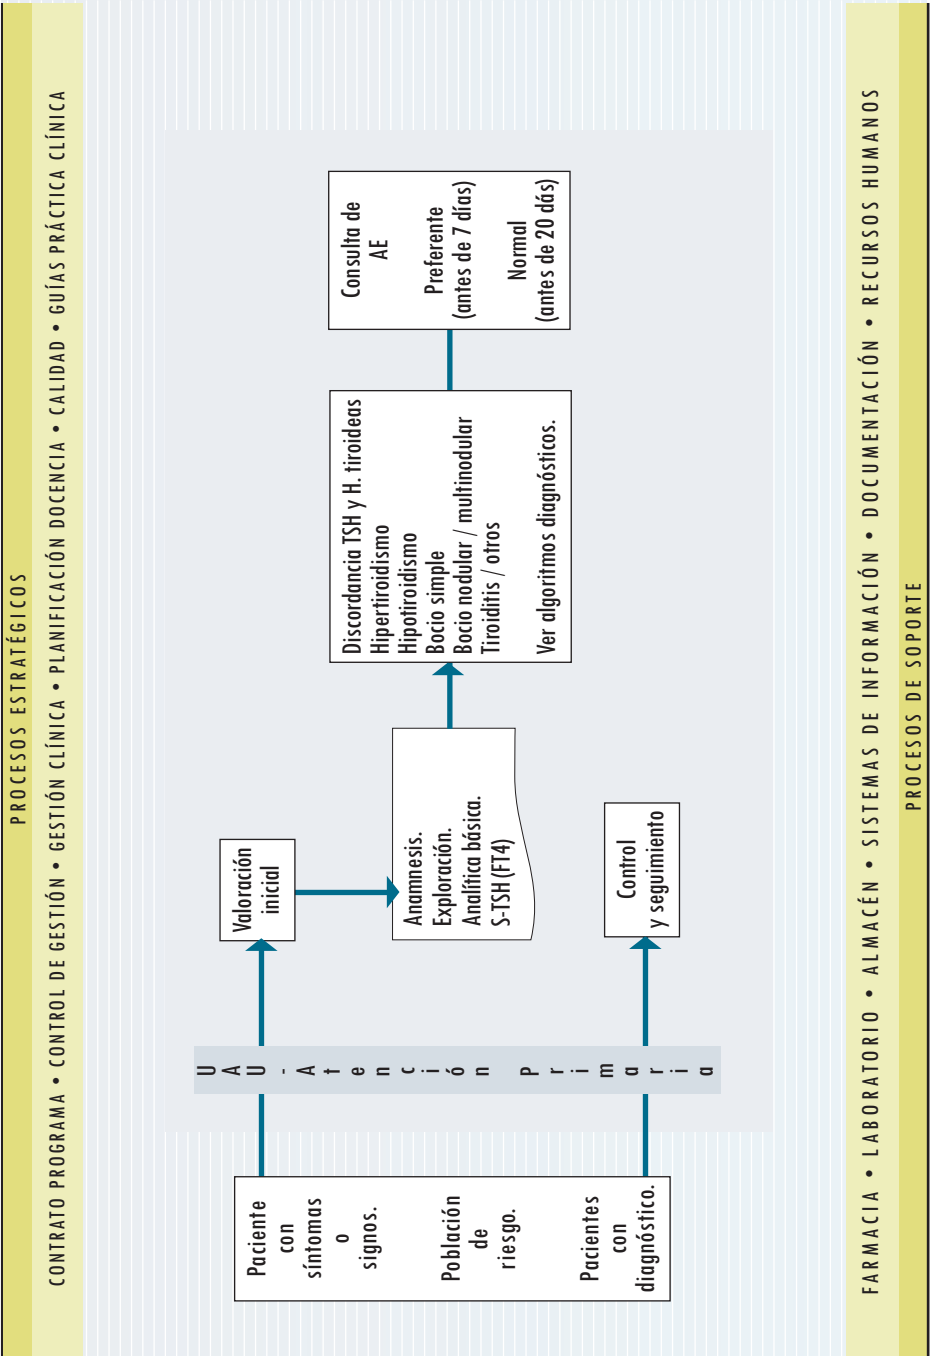 PROCESOS ESTRATÉGICOS
CONTRATO PROGRAMA • CONTROL DE GESTIÓN • GESTIÓN CLÍNICA • PLANIFICACIÓN DOCENCIA • CALIDAD • GUÍAS PRÁCTICA CLÍNICA
Paciente
con
síntomas
o
signos.
Población
de
riesgo.
Pacientes
con
diagnóstico.
UAU - Atención Primaria
Valoración
inicial
Anamnesis.
Exploración.
Analítica básica.
S-TSH (FT4)
Control
y seguimiento
Discordancia TSH y H. tiroideas
Hipertiroidismo
Hipotiroidismo
Bocio simple
Bocio nodular / multinodular
Tiroiditis / otros
Ver algoritmos diagnósticos.
Consulta de
AE
Preferente
(antes de 7 días)
Normal
(antes de 20 dás)
FARMACIA • LABORATORIO • ALMACÉN • SISTEMAS DE INFORMACIÓN • DOCUMENTACIÓN • RECURSOS HUMANOS
PROCESOS DE SOPORTE